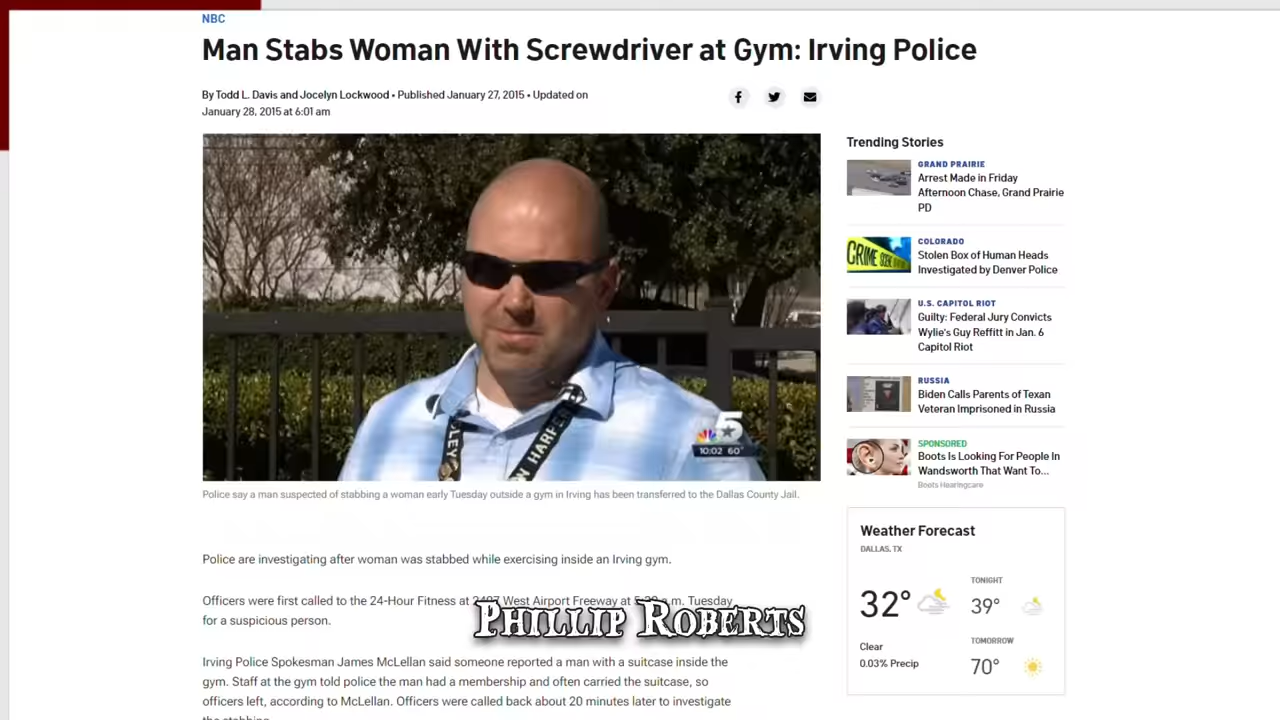 NBC
Man Stabs Woman With Screwdriver at Gym: Irving Police
By Todd L. Davis and Jocelyn Lockwood • Published January 27, 2015 • Updated on
January 28, 2015 at 6:01 am
5
10:02 60°
Police say a man suspected of stabbing a woman early Tuesday outside a gym in Irving has been transferred to the Dallas County Jail.
Police are investigating after woman was stabbed while exercising inside an Irving gym.
Officers were first called to the 24-Hour Fitness at West Airport Freeway at a.m. Tuesday
for a suspicious person.
Phillip Roberts
Irving Police Spokesman James McLellan said someone reported a man with a suitcase inside the
gym. Staff at the gym told police the man had a membership and often carried the suitcase, so
officers left, according to McLellan. Officers were called back about 20 minutes later to investigate
the stabbing.
Trending Stories
GRAND PRAIRIE
Arrest Made in Friday
Afternoon Chase, Grand Prairie
PD
COLORADO
Stolen Box of Human Heads
Investigated by Denver Police
CRIME
U.S. CAPITOL RIOT
Guilty: Federal Jury Convicts
Wylie's Guy Reffitt in Jan. 6
Capitol Riot
RUSSIA
Biden Calls Parents of Texan
Veteran Imprisoned in Russia
SPONSORED
Boots Is Looking For People In
Wandsworth That Want To...
Boots Hearingcare
Weather Forecast
DALLAS, TX
32°
Clear
0.03% Precip
TONIGHT
39°
TOMORROW
70°